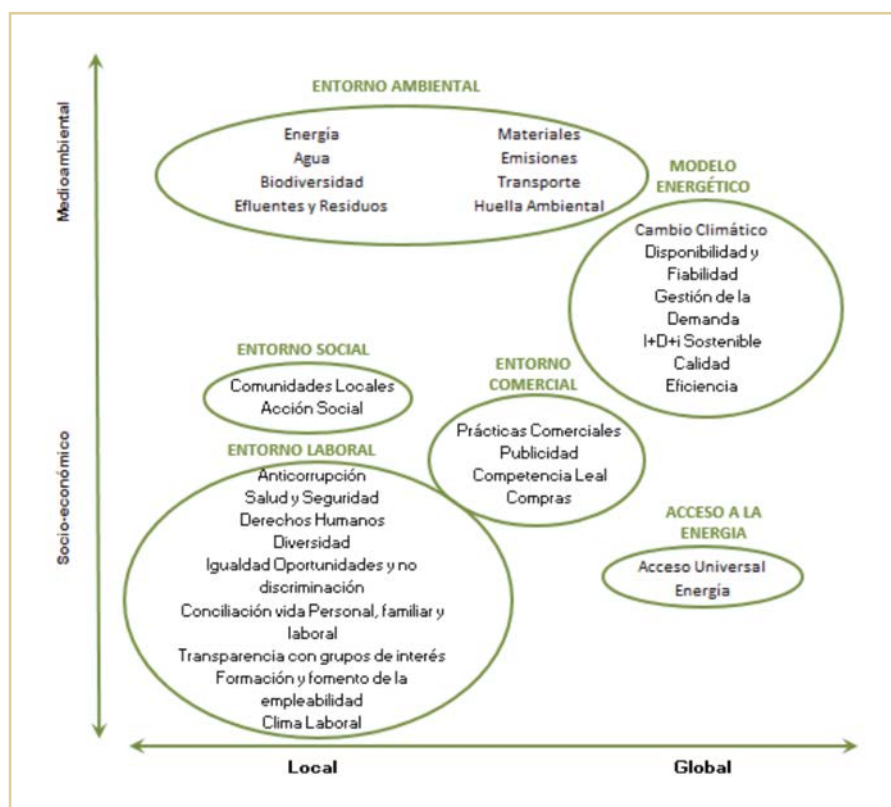 Medioambiental
Socio-económico
ENTORNO AMBIENTAL
Energía
Agua
Biodiversidad
Efluentes y Residuos
Materiales
Emisiones
Transporte
Huella Ambiental
MODELO
ENERGÉTICO
Cambio Climático
Disponibilidad y
Fiabilidad
Gestión de la
Demanda
I+D+i Sostenible
Calidad
Eficiencia
ENTORNO SOCIAL
Comunidades Locales
Acción Social
ENTORNO
COMERCIAL
Prácticas Comerciales
Publicidad
Competencia Leal
Compras
ENTORNO LABORAL
Anticorrupción
Salud y Seguridad
Derechos Humanos
Diversidad
Igualdad Oportunidades y no
discriminación
Conciliación vida Personal, familiar y
laboral
Transparencia con grupos de interés
Formación y fomento de la
empleabilidad
Clima Laboral
ACCESO A LA
ENERGIA
Acceso Universal
Energía
Local
Global